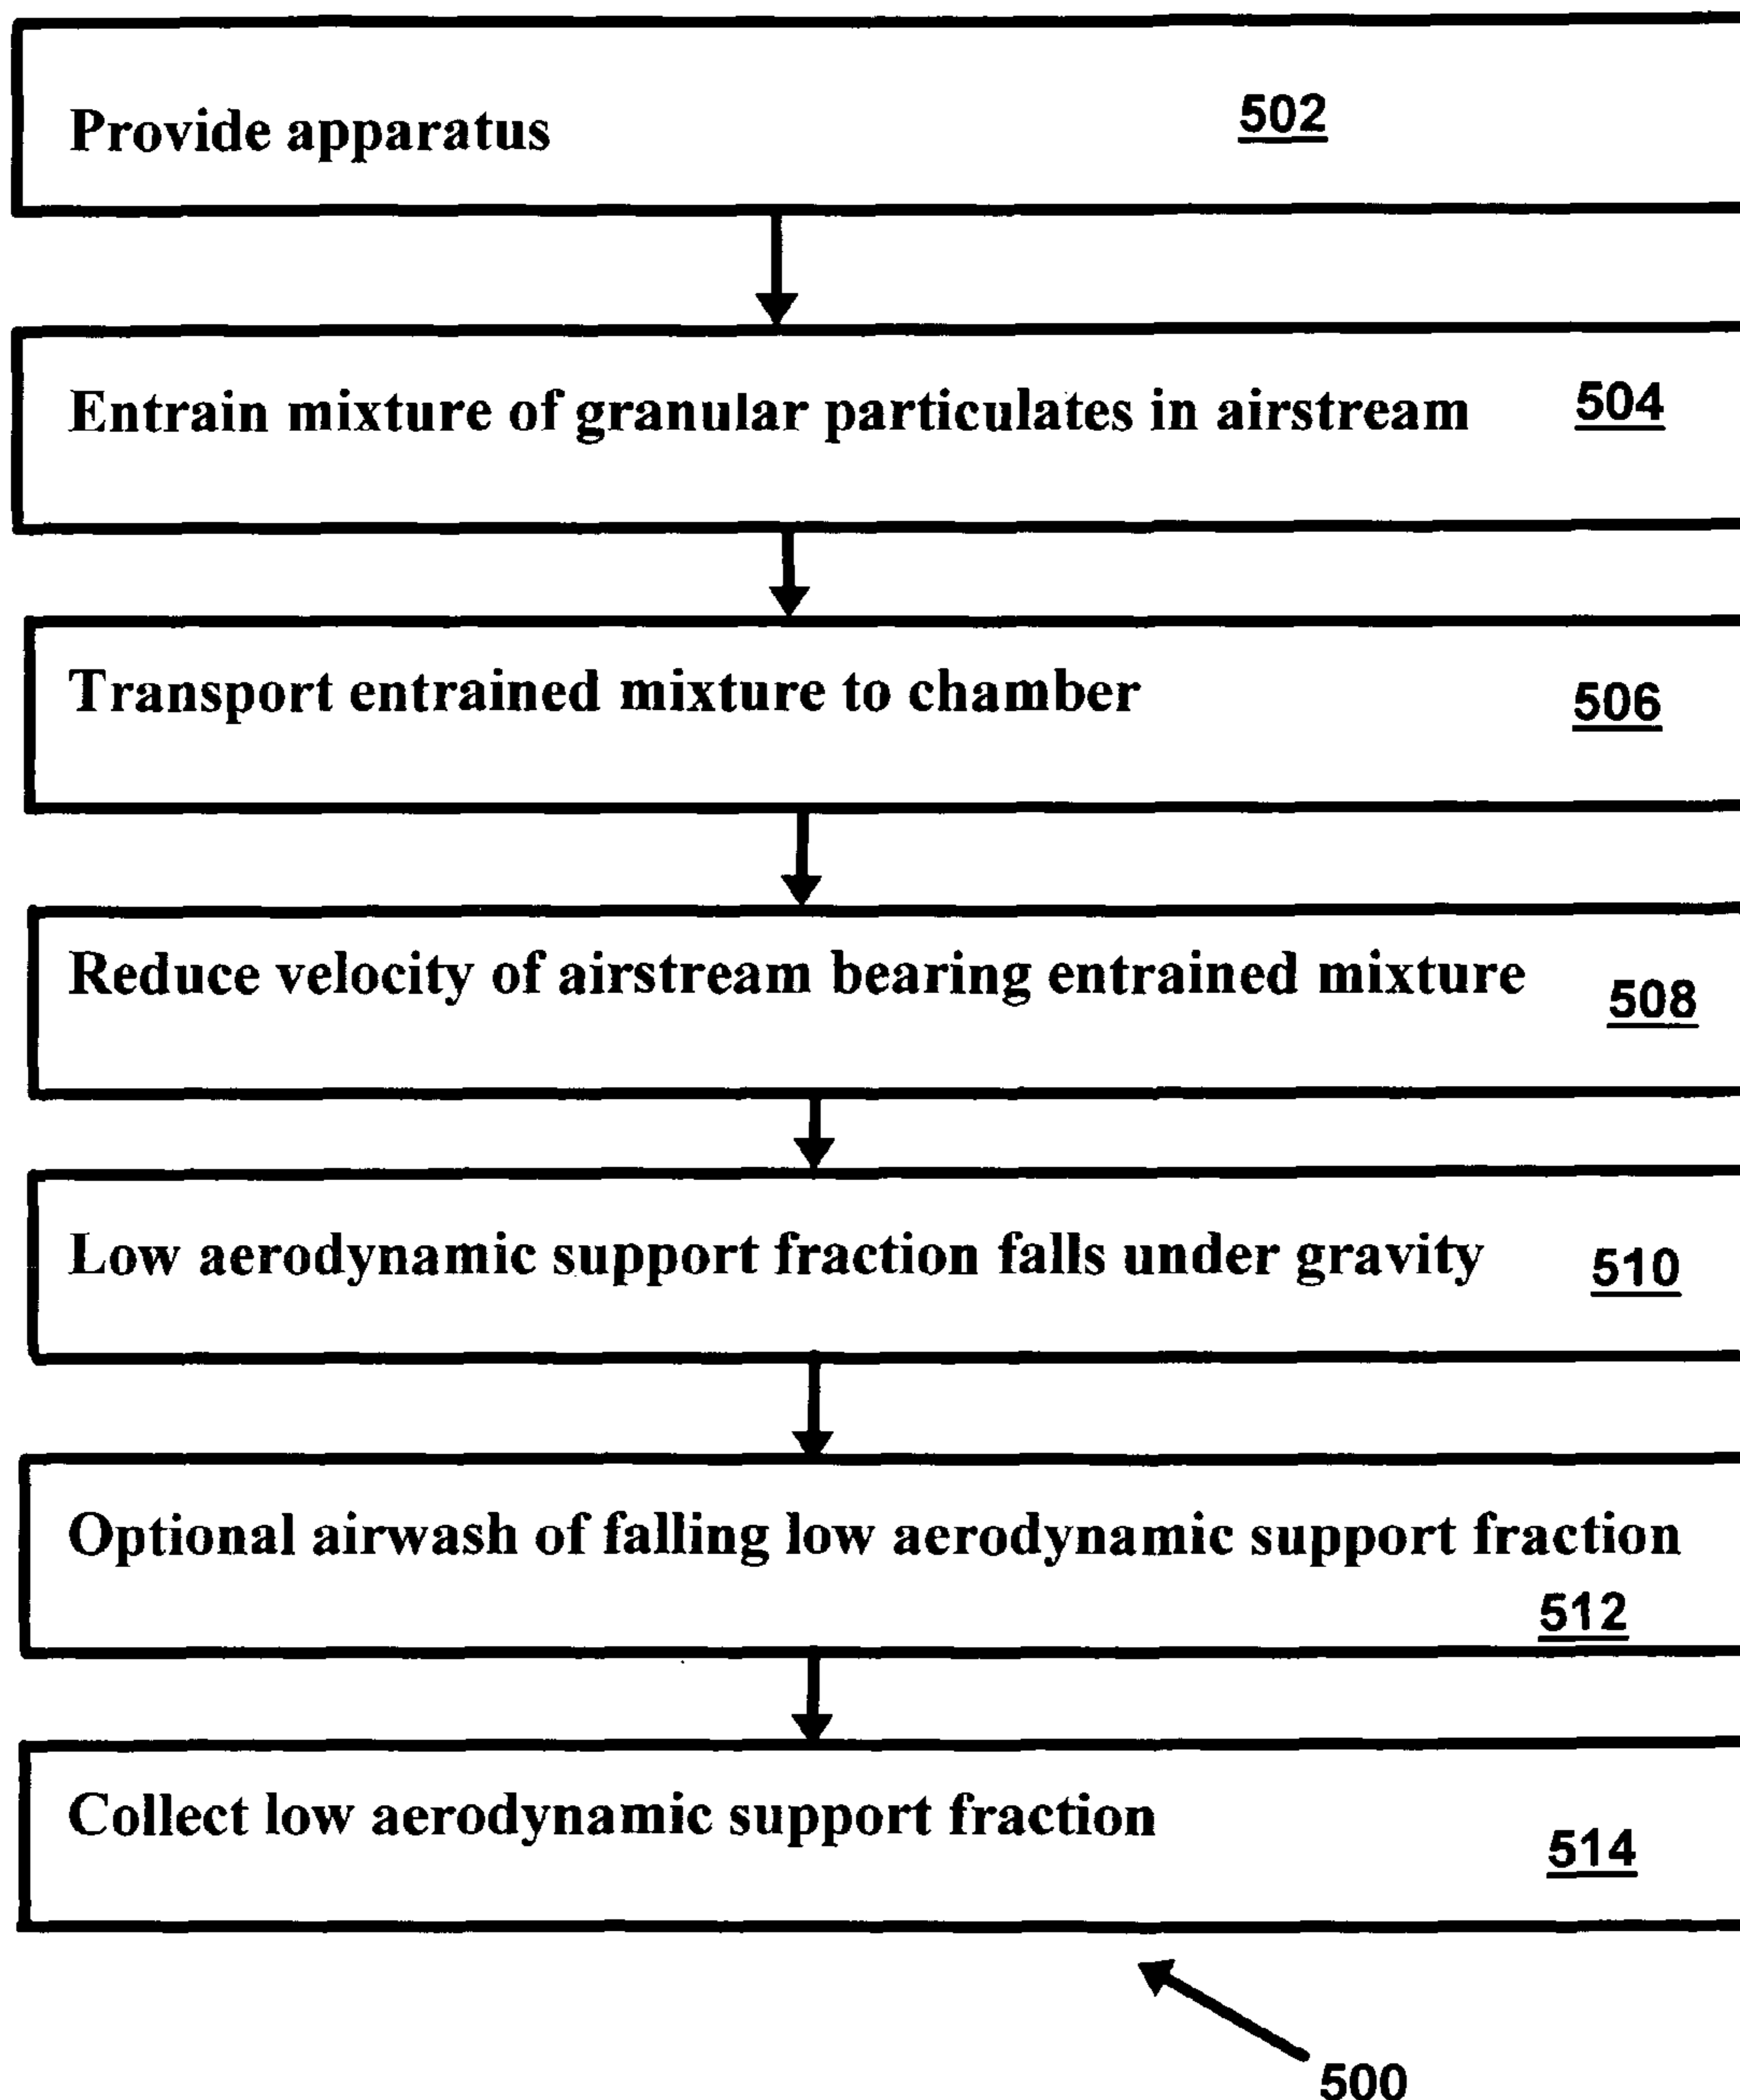 Provide apparatus 502
Entrain mixture of granular particulates in airstream 504
Transport entrained mixture to chamber 506
Reduce velocity of airstream bearing entrained mixture 508
Low aerodynamic support fraction falls under gravity 510
Optional airwash of falling low aerodynamic support fraction
512
Collect low aerodynamic support fraction 514
500